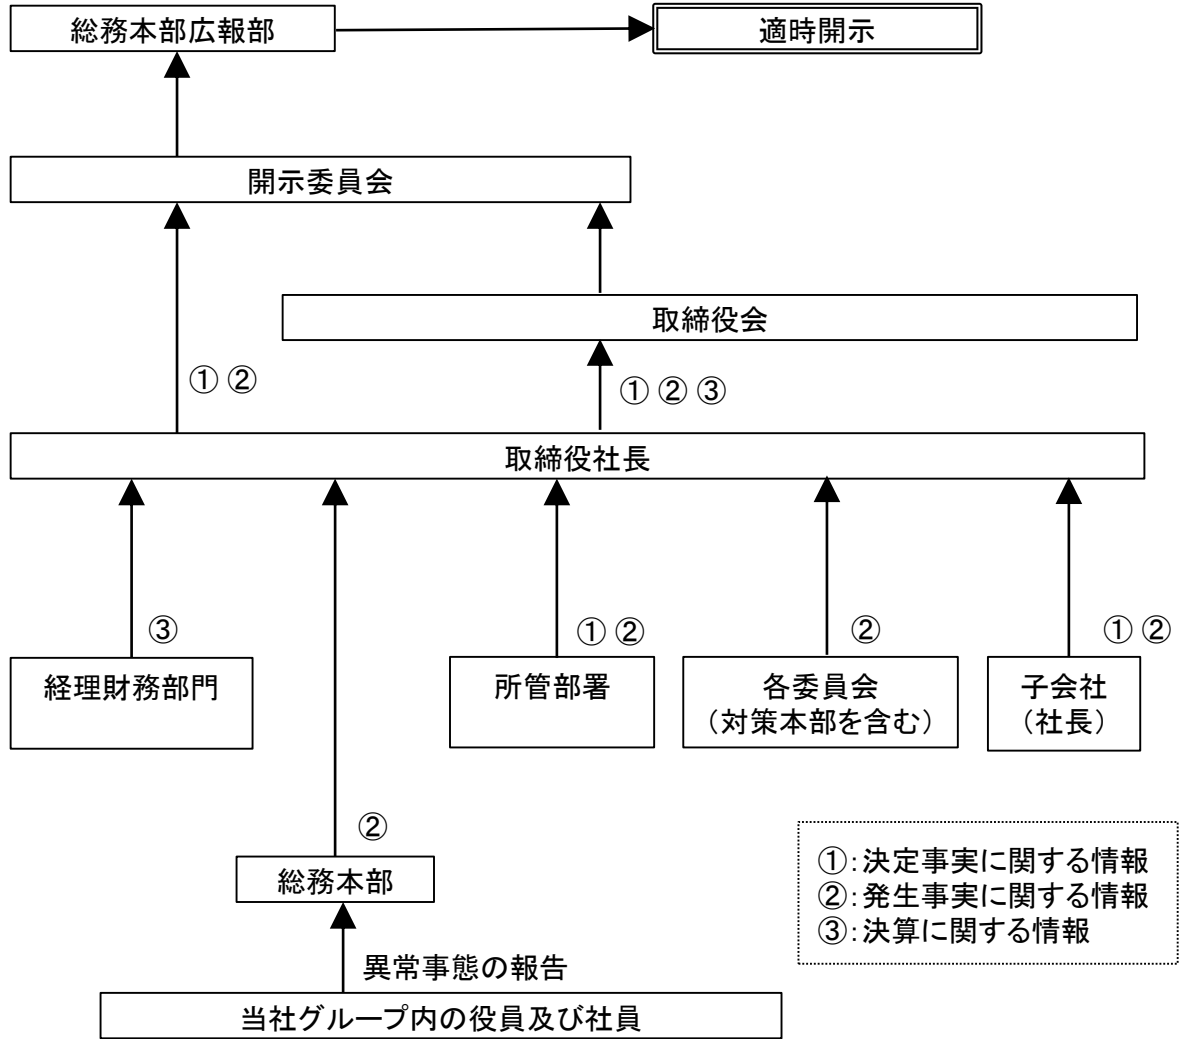 総務本部広報部
適時開示
開示委員会
取締役会
① ②
① ② ③
取締役社長
③
① ②
②
① ②
経理財務部門
所管部署
各委員会
（対策本部を含む）
子会社
（社長）
②
総務本部
①：決定事実に関する情報
②：発生事実に関する情報
③：決算に関する情報
異常事態の報告
当社グループ内の役員及び社員